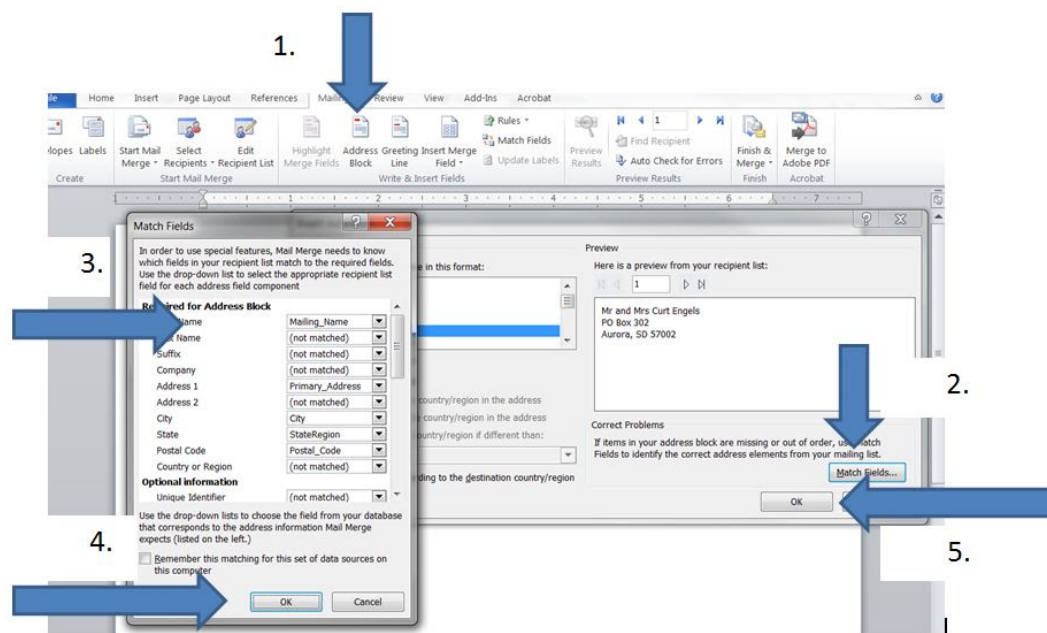 1.
Home Insert Page Layout References Review View Add-Ins Acrobat
Labels Start Mail Merge Select Recipients Edit Recipient List Highlight Merge Fields Address Block Greeting Line Insert Merge Field Rules Match Fields Update Labels Preview Results 1 Find Recipient Auto Check for Errors Finish & Merge Merge to Adobe PDF
Create Start Mail Merge Write & Insert Fields Preview Results Finish Acrobat
1 2 3 4 5 6 7
Match Fields
3.
In order to use special features, Mail Merge needs to know
which fields in your recipient list match to the required fields.
Use the drop-down list to select the appropriate recipient list
field for each address field component
for Address Block
Name Mailing_Name
Name (not matched)
Suffix (not matched)
Company (not matched)
Address 1 Primary_Address
Address 2 (not matched)
City City
State StateRegion
Postal Code Postal_Code
Country or Region (not matched)
Optional information
Unique Identifier (not matched)
Use the drop-down lists to choose the field from your database
that corresponds to the address information Mail Merge
expects (listed on the left.)
4.
Remember this matching for this set of data sources on
this computer
OK Cancel
in this format:
country/region in the address
country/region in the address
country/region if different than:
to the destination country/region
Preview
Here is a preview from your recipient list:
1
Mr and Mrs Curt Engels
PO Box 302
Aurora, SD 57002
2.
Correct Problems
If items in your address block are missing or out of order, use Match
Fields to identify the correct address elements from your mailing list.
Match Fields...
OK
5.